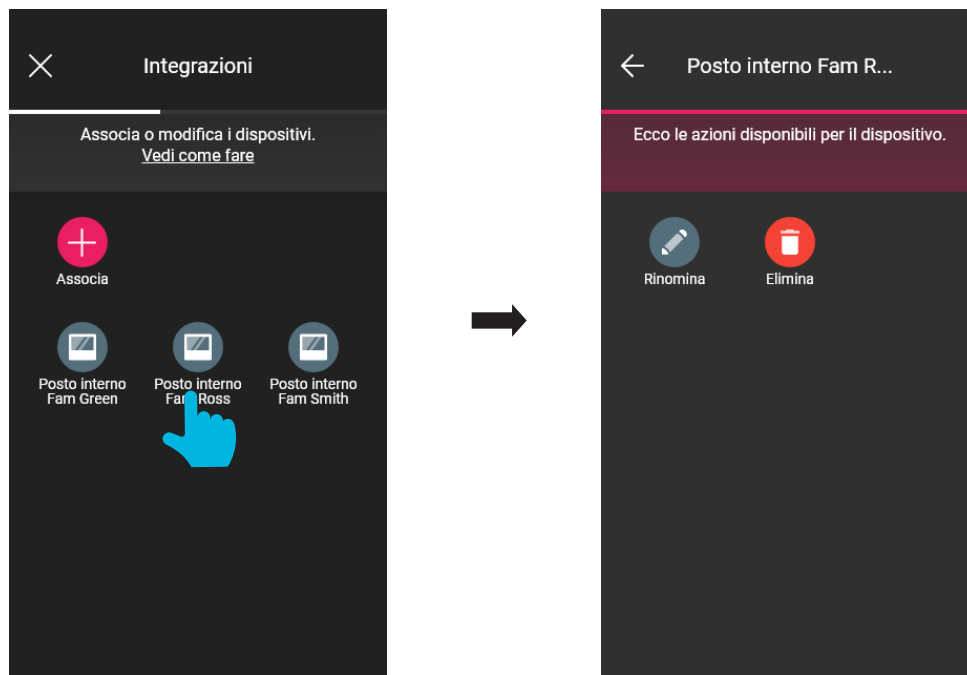 Integrazioni
Associa o modifica i dispositivi.
Vedi come fare
Associa
Posto interno
Fam Green
Posto interno
Fam Ross
Posto interno
Fam Smith
Posto interno Fam R...
Ecco le azioni disponibili per il dispositivo.
Rinomina
Elimina